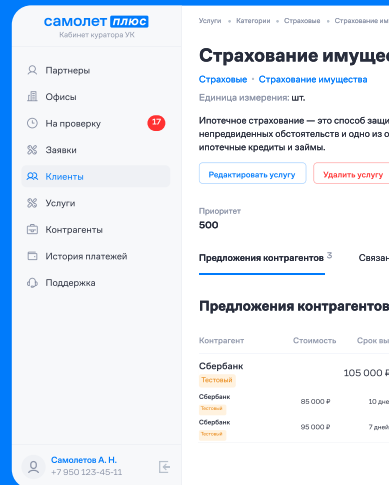 самолет плюс
Кабинет куратора УК
Партнеры
Офисы
На проверку 17
Заявки
Клиенты
Услуги
Контрагенты
История платежей
Поддержка
Самолетов А. Н.
+7 950 123-45-11
Услуги • Категории • Страховые • Страхование им
Страхование имущес
Страховые · Страхование имущества
Единица измерения: шт.
Ипотечное страхование — это способ защи
непредвиденных обстоятельств и одно из о
ипотечные кредиты и займы.
Редактировать услугу Удалить услугу
Приоритет
500
Предложения контрагентов 3 Связан
Предложения контрагентов
Контрагент Стоимость Срок вы
Сбербанк
Тестовый
105 000 ₽
Сбербанк
Тестовый
85 000 ₽ 10 дне
Сбербанк
Тестовый
95 000 ₽ 7 дней